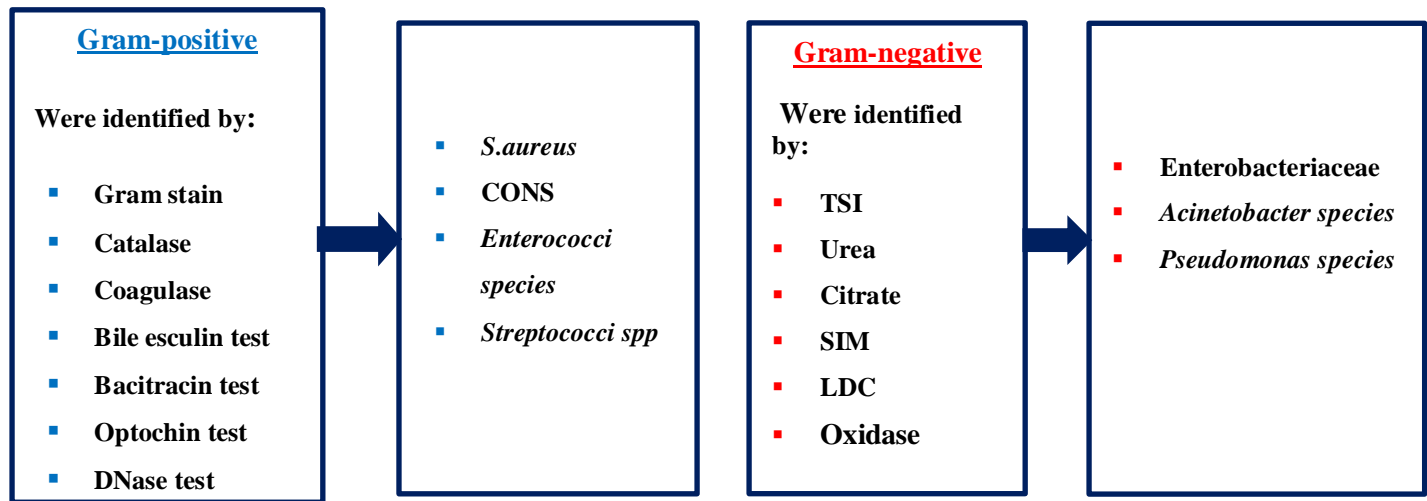 Gram-positive
Were identified by:
▪ Gram stain
▪ Catalase
▪ Coagulase
▪ Bile esculin test
▪ Bacitracin test
▪ Optochin test
▪ DNase test
▪ S.aureus
▪ CONS
▪ Enterococci
species
▪ Streptococci spp
Gram-negative
Were identified
by:
▪ TSI
▪ Urea
▪ Citrate
▪ SIM
▪ LDC
▪ Oxidase
▪ Enterobacteriaceae
▪ Acinetobacter species
▪ Pseudomonas species